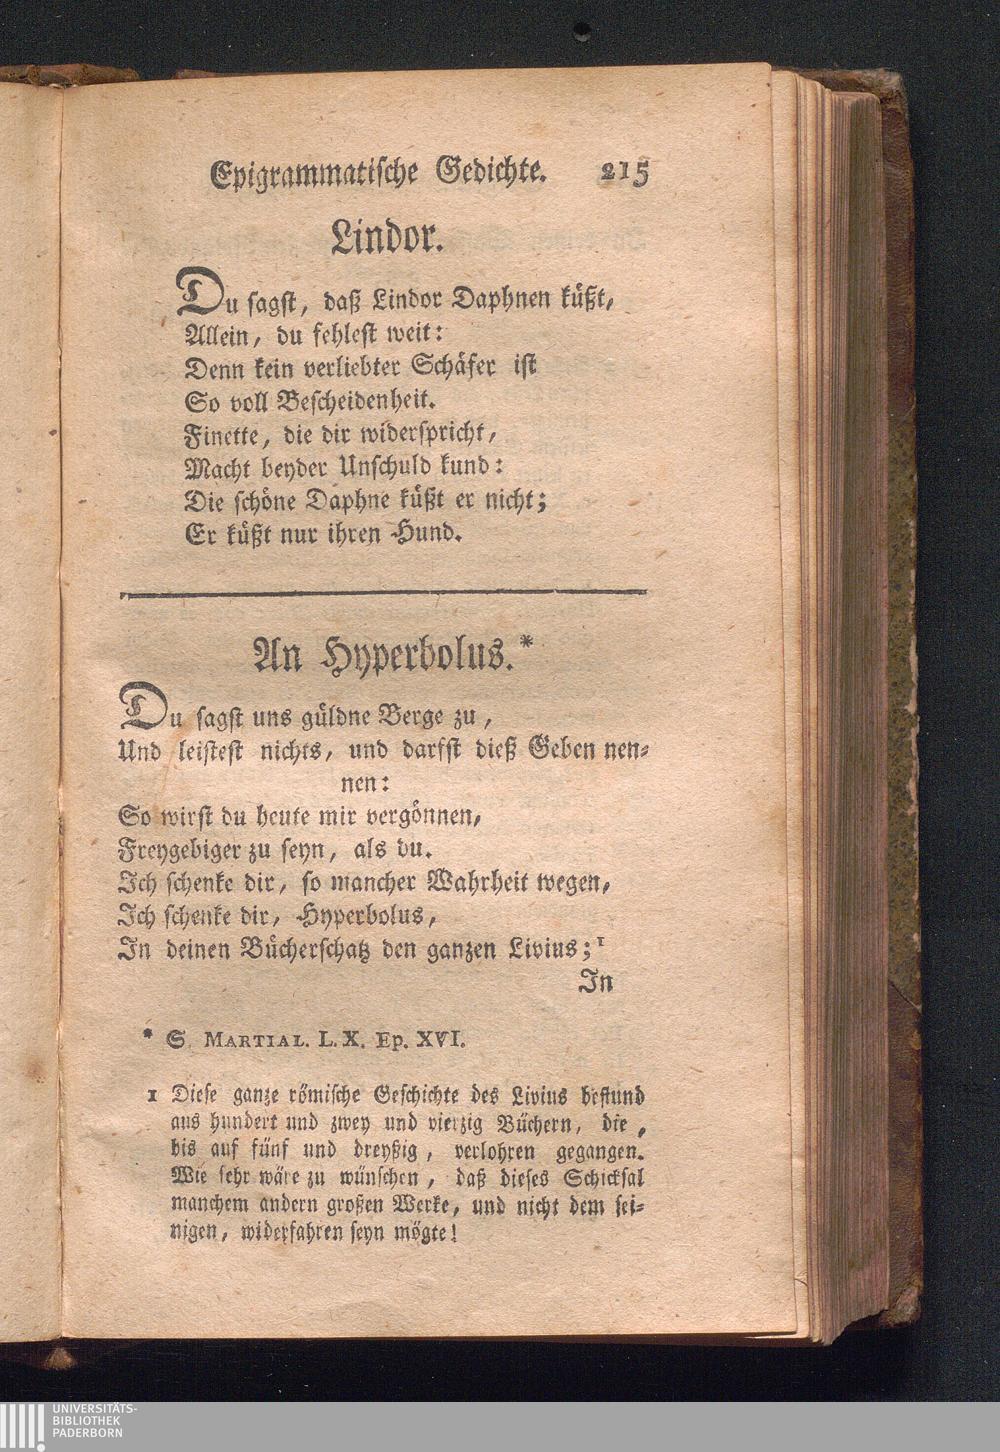 Epigrammatische Gedichte. 215
Lindor.
Du sagst, daß Lindor Daphnen küßt,
Allein, du fehlest weit:
Denn kein verliebter Schäfer ist
So voll Bescheidenheit.
Finette, die dir widerspricht,
Macht beyder Unschuld kund:
Die schöne Daphne küßt er nicht;
Er küßt nur ihren Hund.
An Hyperbolus.*
Du sagst uns güldne Berge zu,
Und leistest nichts, und darfst dieß Geben nen-
nen:
So wirst du heute mir vergönnen,
Freygebiger zu seyn, als du.
Ich schenke dir, so mancher Wahrheit wegen,
Ich schenke dir, Hyperbolus,
In deinen Bücherschatz den ganzen Livius;1
In
* S. MARTIAL. L. X. Ep. XVI.
1 Diese ganze römische Geschichte des Livius bestund
aus hundert und zwey und vierzig Büchern, die,
bis auf fünf und dreyßig, verlohren gegangen.
Wie sehr wäre zu wünschen, daß dieses Schicksal
manchem andern großen Werke, und nicht dem sei-
nigen, widerfahren seyn mögte!
UNIVERSITÄTS-
BIBLIOTHEK
PADERBORN